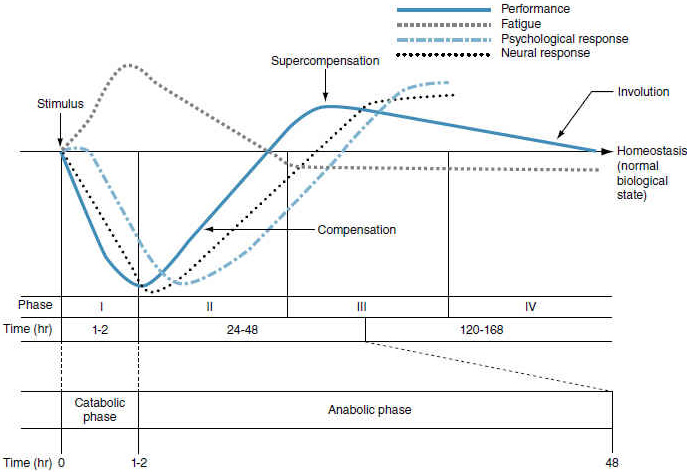 Performance
Fatigue
Psychological response
Neural response
Supercompensation
Stimulus
Involution
Homeostasis
(normal
biological
state)
Compensation
Phase I II III IV
Time (hr) 1-2 24-48 120-168
Catabolic
phase
Anabolic phase
Time (hr) 0 1-2 48